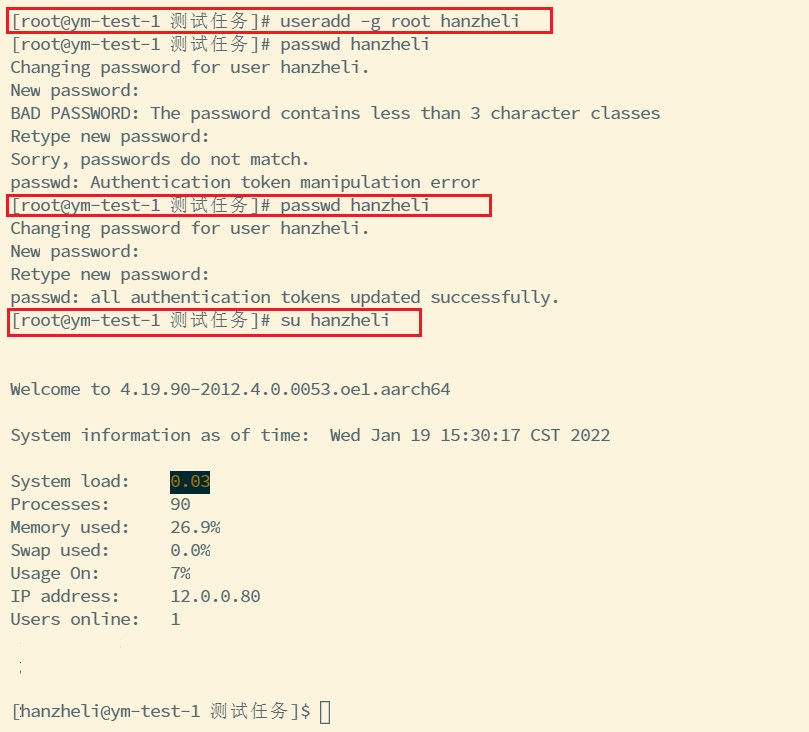 [root@ym-test-1 测试任务]# useradd -g root hanzheli
[root@ym-test-1 测试任务]# passwd hanzheli
Changing password for user hanzheli.
New password:
BAD PASSWORD: The password contains less than 3 character classes
Retype new password:
Sorry, passwords do not match.
passwd: Authentication token manipulation error
[root@ym-test-1 测试任务]# passwd hanzheli
Changing password for user hanzheli.
New password:
Retype new password:
passwd: all authentication tokens updated successfully.
[root@ym-test-1 测试任务]# su hanzheli
Welcome to 4.19.90-2012.4.0.0053.oe1.aarch64
System information as of time:  Wed Jan 19 15:30:17 CST 2022
System load:    0.03
Processes:      90
Memory used:    26.9%
Swap used:      0.0%
Usage On:       7%
IP address:     12.0.0.80
Users online:   1
[hanzheli@ym-test-1 测试任务]$